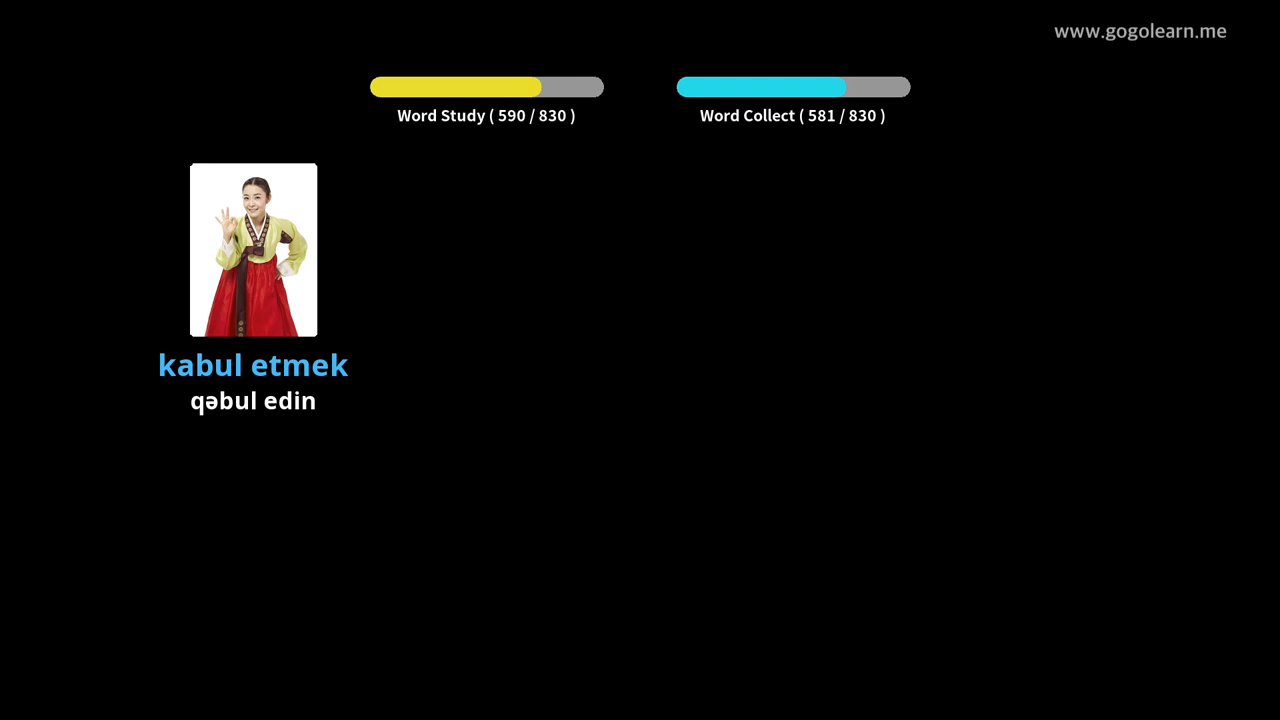 www.gogolearn.me
Word Study ( 590 / 830 )
Word Collect ( 581 / 830 )
kabul etmek
qəbul edin